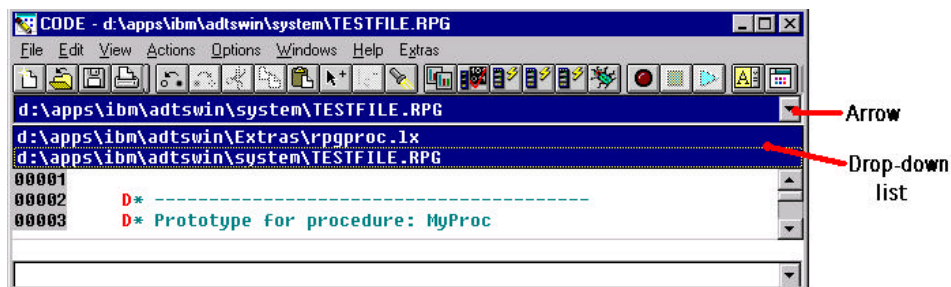 CODE - d:\apps\ibm\adtswin\system\TESTFILE.RPG
File Edit View Actions Options Windows Help Extras
d:\apps\ibm\adtswin\system\TESTFILE.RPG
Arrow
d:\apps\ibm\adtswin\Extras\rpgproc.lx
d:\apps\ibm\adtswin\system\TESTFILE.RPG
Drop-down
list
00001
00002 D* ----------------------------------------
00003 D* Prototype for procedure: MyProc